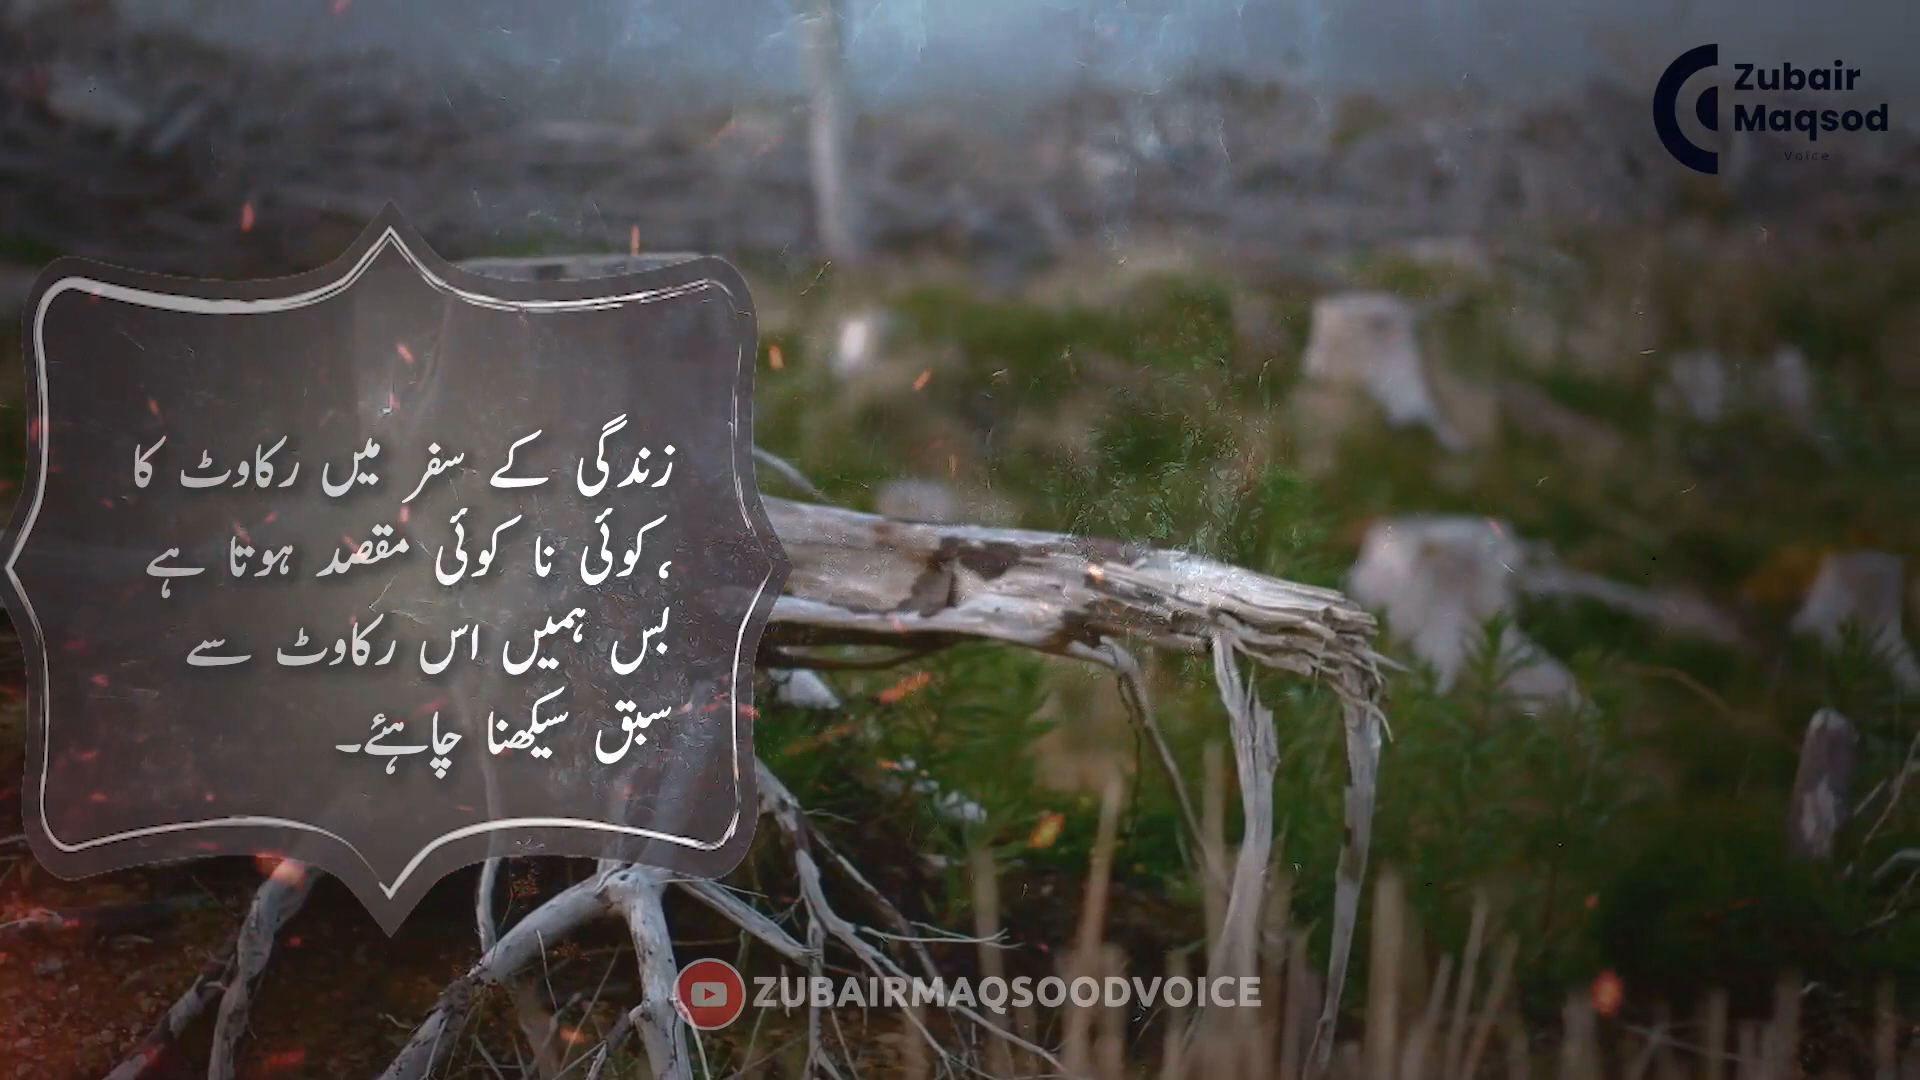 Zubair
Maqsod
Voice
زندگی کے سفر میں رکاوٹ کا
،کوئی نا کوئی مقصد ہوتا ہے
بس ہمیں اس رکاوٹ سے
سبق سیکھنا چاہئے۔
ZUBAIRMAQSOODVOICE